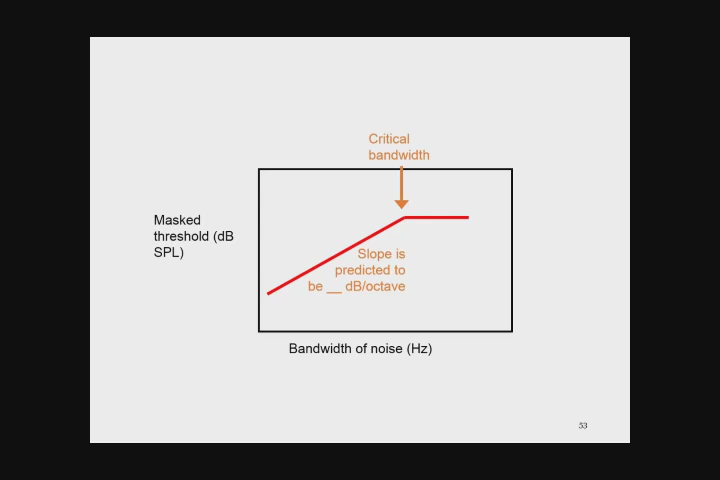 Critical
bandwidth
Masked
threshold (dB
SPL)
Slope is
predicted to
be __ dB/octave
Bandwidth of noise (Hz)
53